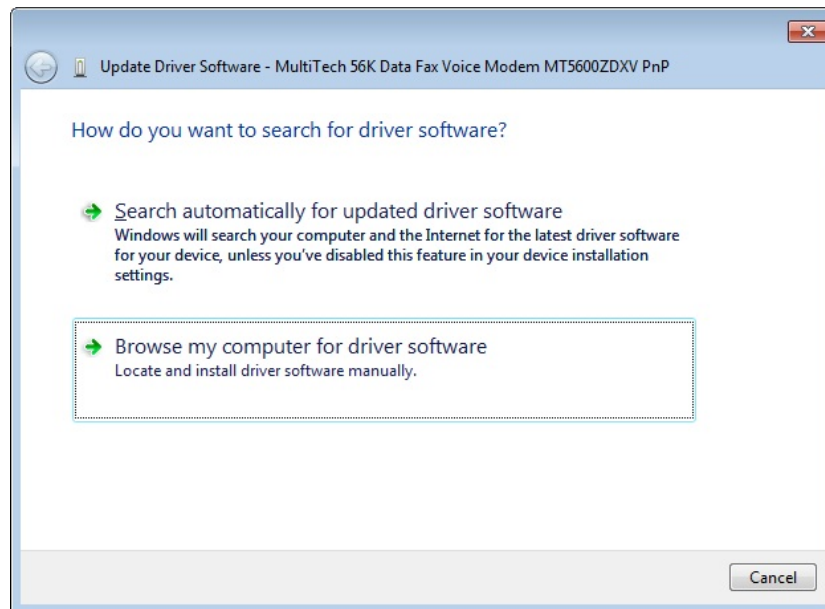 Update Driver Software - MultiTech 56K Data Fax Voice Modem MT5600ZDXV PnP
How do you want to search for driver software?
Search automatically for updated driver software
Windows will search your computer and the Internet for the latest driver software
for your device, unless you've disabled this feature in your device installation
settings.
Browse my computer for driver software
Locate and install driver software manually.
Cancel